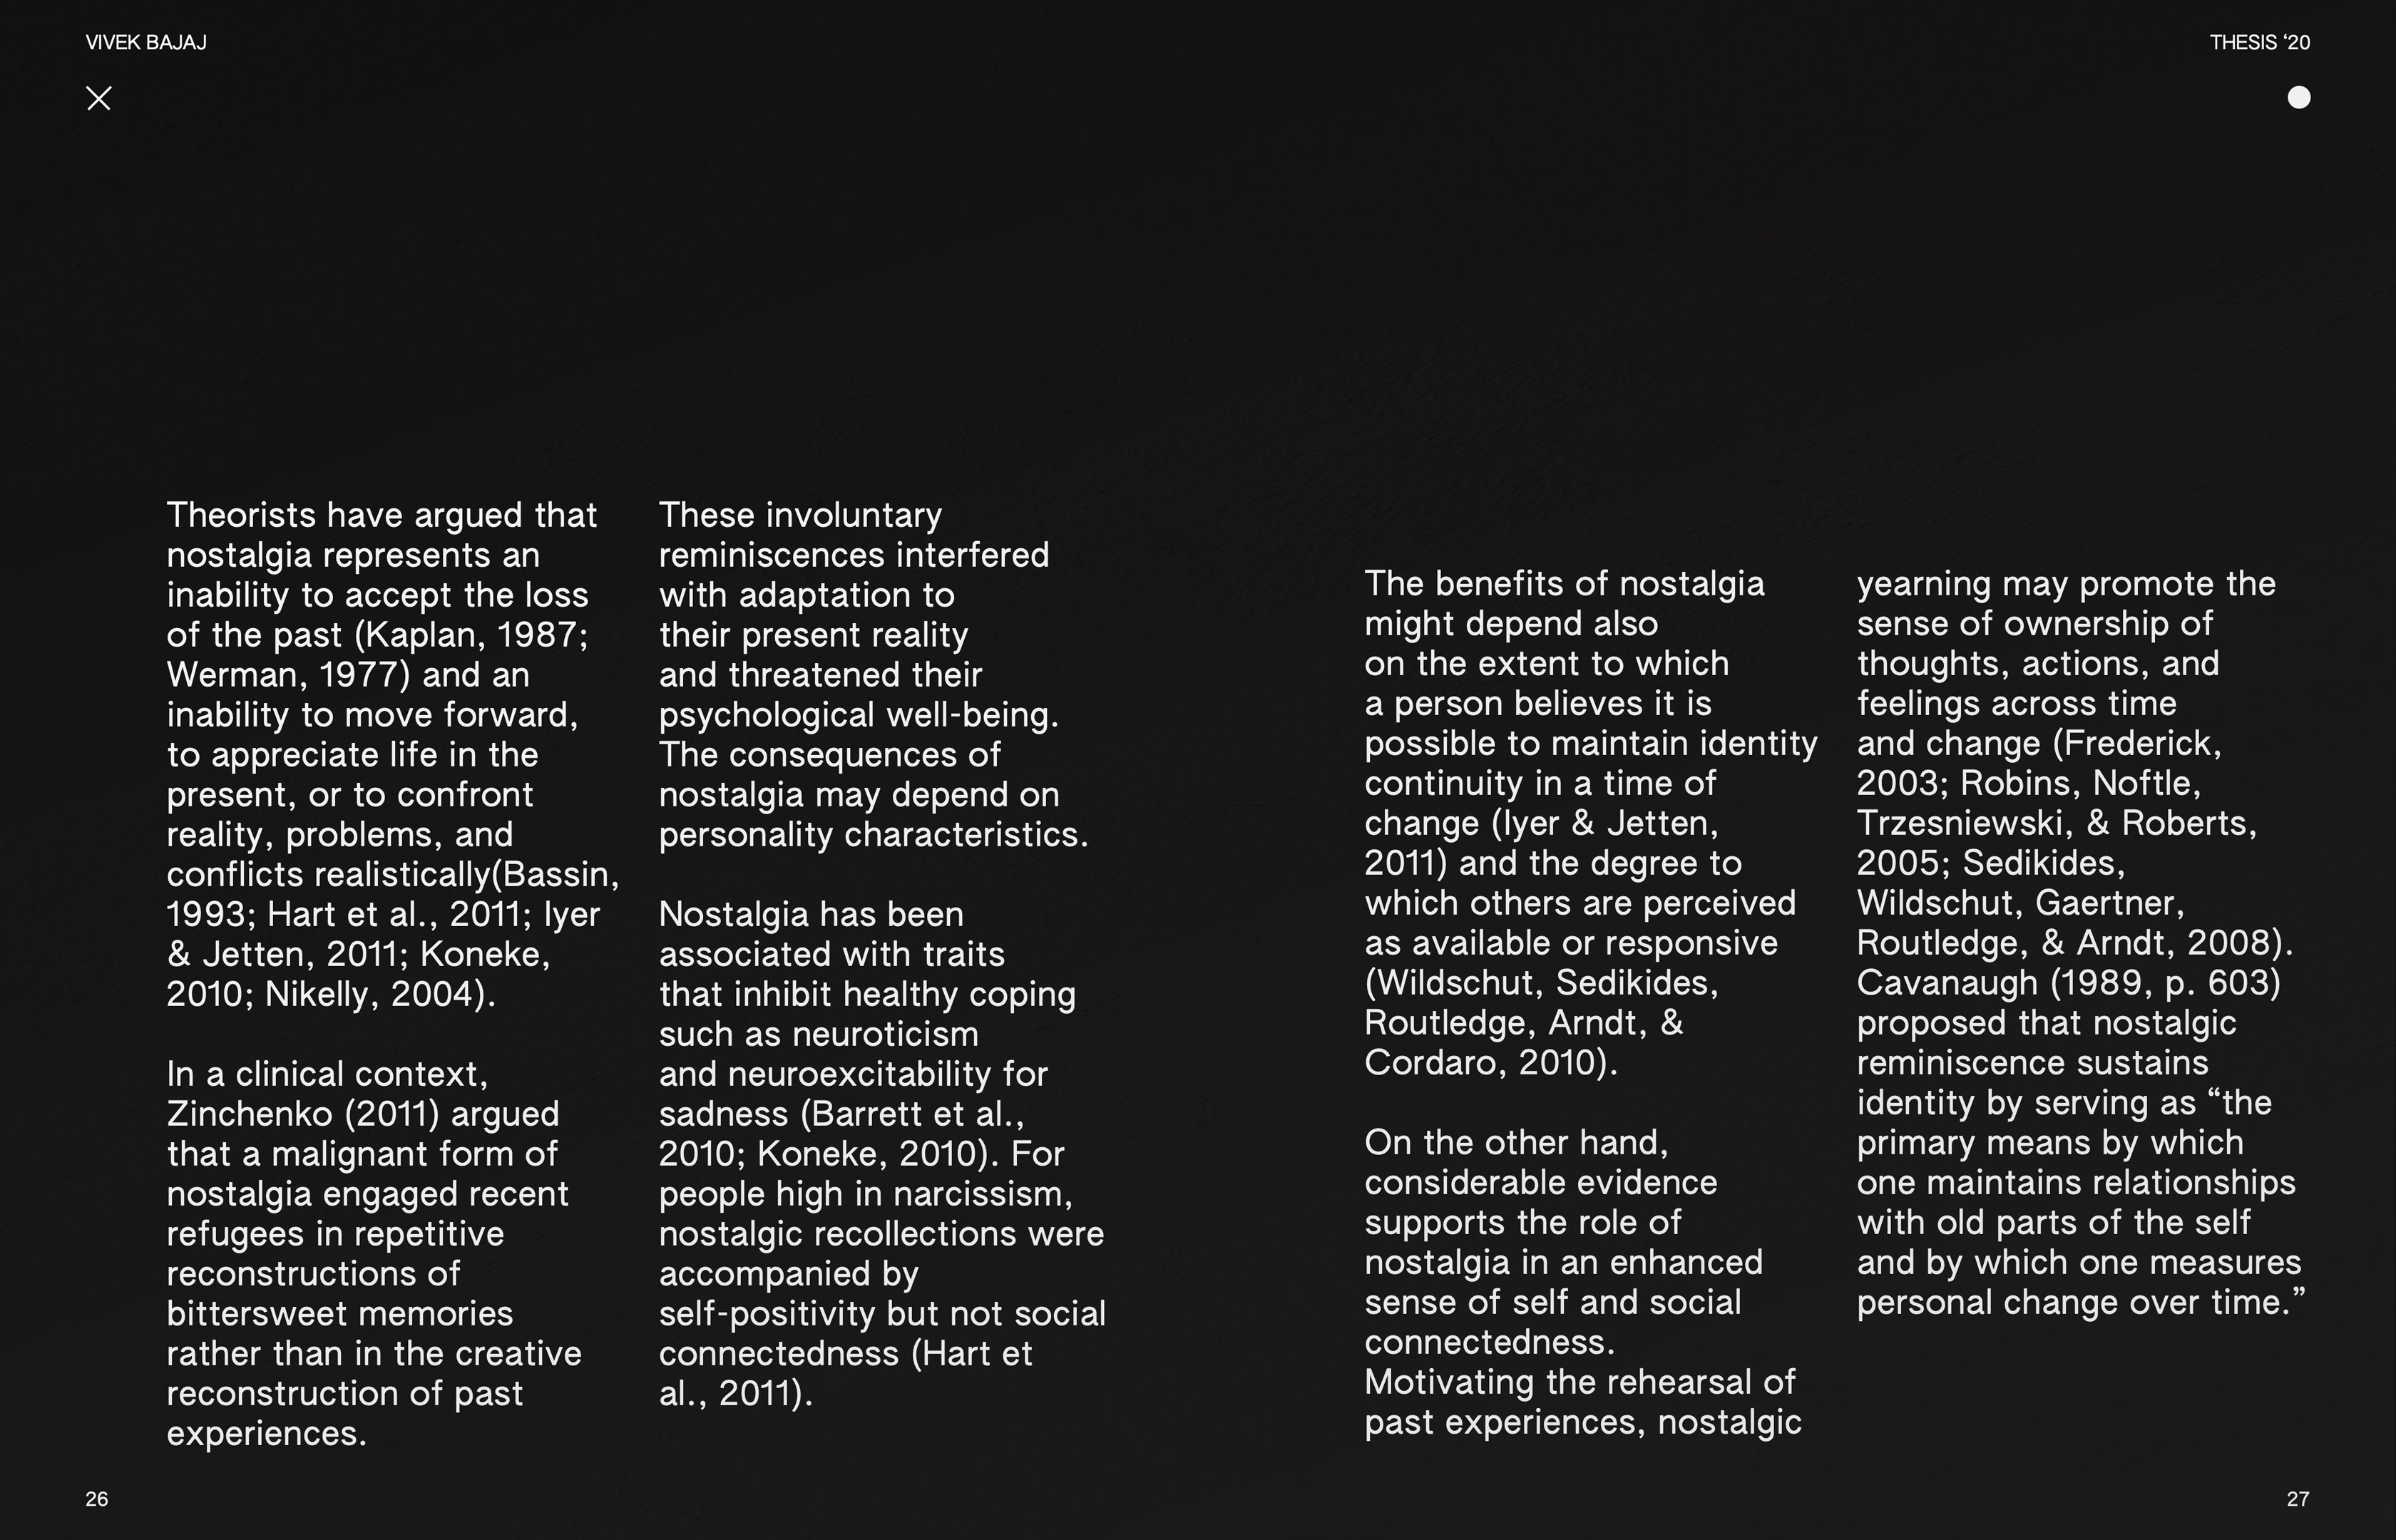 VIVEK BAJAJ
THESIS ‘20
Theorists have argued that
nostalgia represents an
inability to accept the loss
of the past (Kaplan, 1987;
Werman, 1977) and an
inability to move forward,
to appreciate life in the
present, or to confront
reality, problems, and
conflicts realistically(Bassin,
1993; Hart et al., 2011; Iyer
& Jetten, 2011; Koneke,
2010; Nikelly, 2004).
In a clinical context,
Zinchenko (2011) argued
that a malignant form of
nostalgia engaged recent
refugees in repetitive
reconstructions of
bittersweet memories
rather than in the creative
reconstruction of past
experiences.
These involuntary
reminiscences interfered
with adaptation to
their present reality
and threatened their
psychological well-being.
The consequences of
nostalgia may depend on
personality characteristics.
Nostalgia has been
associated with traits
that inhibit healthy coping
such as neuroticism
and neuroexcitability for
sadness (Barrett et al.,
2010; Koneke, 2010). For
people high in narcissism,
nostalgic recollections were
accompanied by
self-positivity but not social
connectedness (Hart et
al., 2011).
The benefits of nostalgia
might depend also
on the extent to which
a person believes it is
possible to maintain identity
continuity in a time of
change (Iyer & Jetten,
2011) and the degree to
which others are perceived
as available or responsive
(Wildschut, Sedikides,
Routledge, Arndt, &
Cordaro, 2010).
On the other hand,
considerable evidence
supports the role of
nostalgia in an enhanced
sense of self and social
connectedness.
Motivating the rehearsal of
past experiences, nostalgic
yearning may promote the
sense of ownership of
thoughts, actions, and
feelings across time
and change (Frederick,
2003; Robins, Noftle,
Trzesniewski, & Roberts,
2005; Sedikides,
Wildschut, Gaertner,
Routledge, & Arndt, 2008).
Cavanaugh (1989, p. 603)
proposed that nostalgic
reminiscence sustains
identity by serving as “the
primary means by which
one maintains relationships
with old parts of the self
and by which one measures
personal change over time.”
26
27